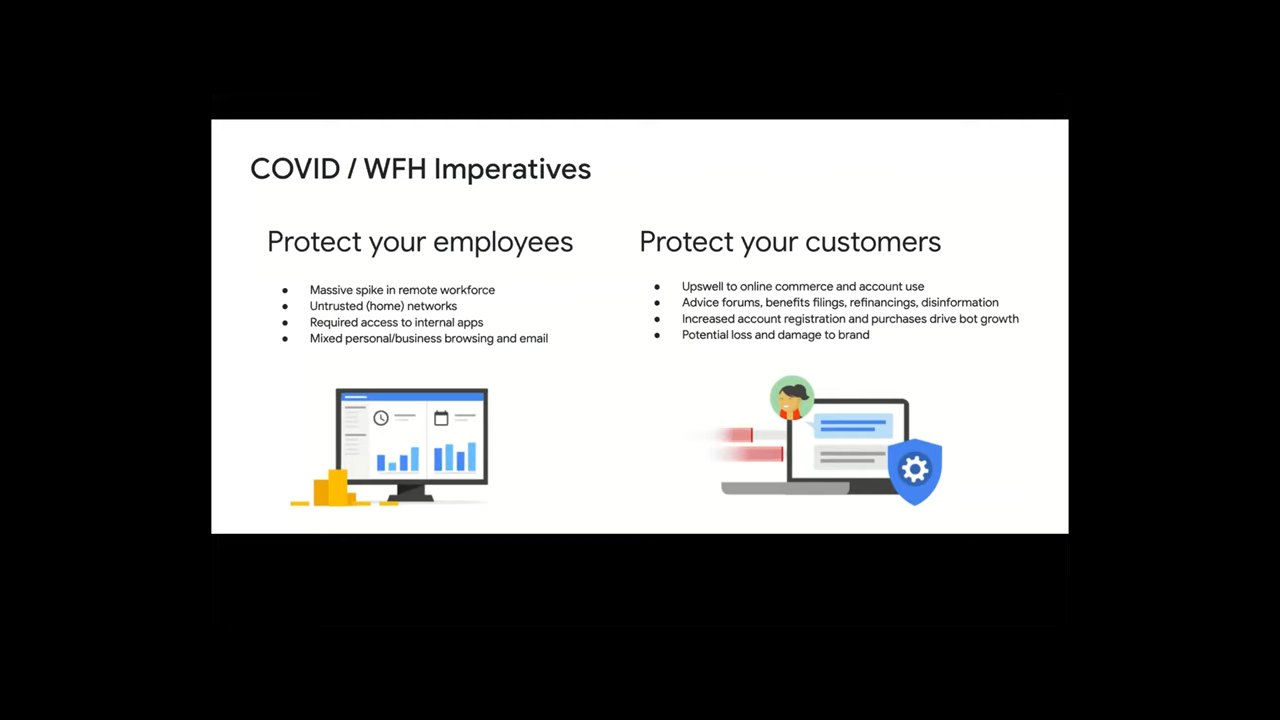 COVID / WFH Imperatives
Protect your employees
● Massive spike in remote workforce
● Untrusted (home) networks
● Required access to internal apps
● Mixed personal/business browsing and email
Protect your customers
● Upswell to online commerce and account use
● Advice forums, benefits filings, refinancings, disinformation
● Increased account registration and purchases drive bot growth
● Potential loss and damage to brand